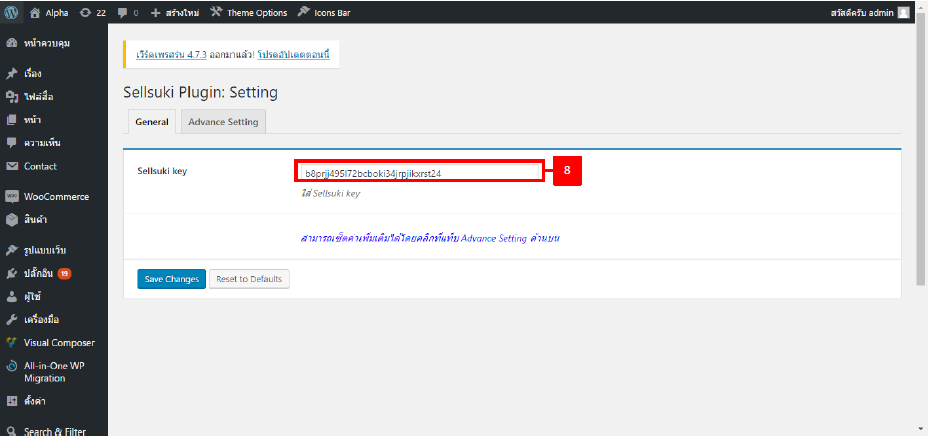 Alpha 22 0 + สร้างใหม่ Theme Options Icons Bar สวัสดีครับ admin
หน้าควบคุม
เรื่อง
ไฟล์สื่อ
หน้า
ความเห็น
Contact
WooCommerce
สินค้า
รูปแบบเว็บ
ปลั๊กอิน 19
ผู้ใช้
เครื่องมือ
Visual Composer
All-in-One WP
Migration
ตั้งค่า
Search & Filter
เวิร์ดเพรสรุ่น 4.7.3 ออกมาแล้ว! โปรดอัปเดตตอนนี้
Sellsuki Plugin: Setting
General Advance Setting
Sellsuki key
b8prjj495l72bcboki34jrpjikxrst24
8
ใส่ Sellsuki key
สามารถเซ็ตค่าเพิ่มเติมได้โดยคลิกที่แท็บ Advance Setting ด้านบน
Save Changes Reset to Defaults